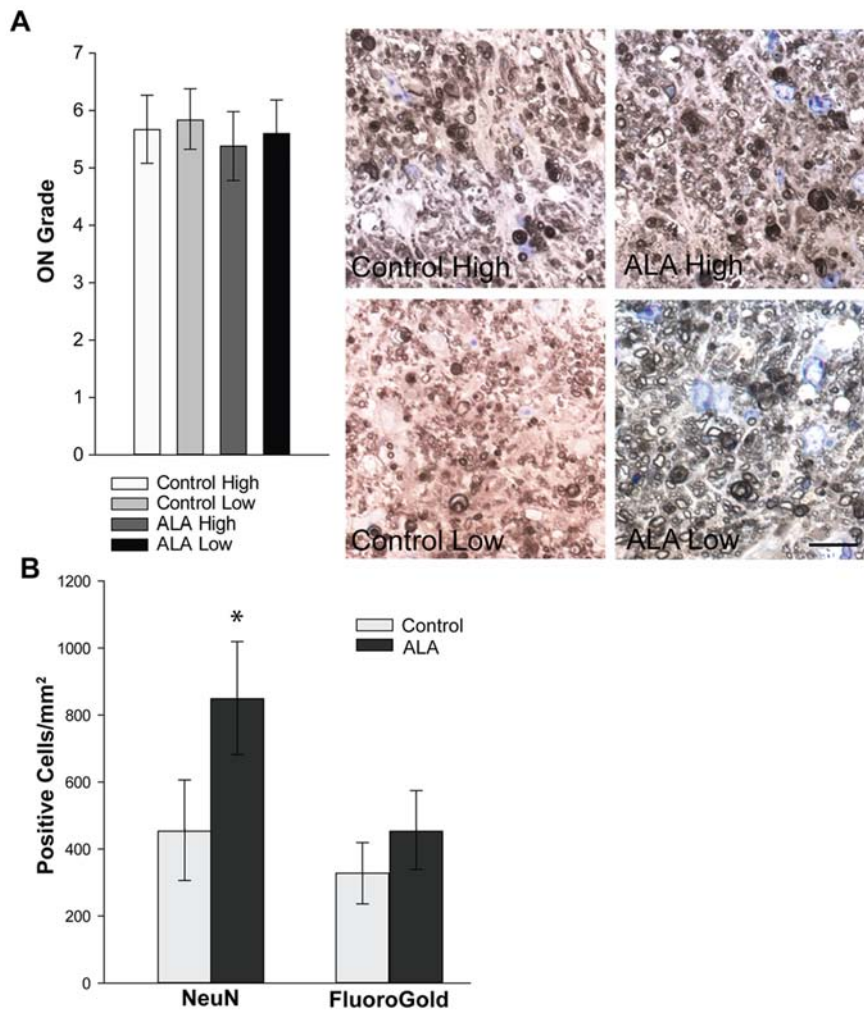 A
7
6
5
4
3
2
1
0
ON Grade
Control High
Control Low
ALA High
ALA Low
Control High
ALA High
Control Low
ALA Low
B
1200
1000
800
600
400
200
0
Positive Cells/mm²
*
Control
ALA
NeuN
FluoroGold